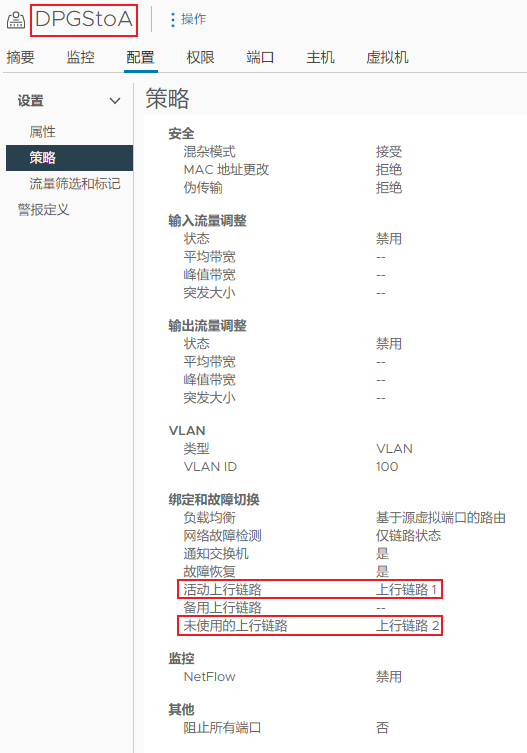 DPGStoA 操作
摘要 监控 配置 权限 端口 主机 虚拟机
设置
属性
策略
流量筛选和标记
警报定义
策略
安全
混杂模式 接受
MAC 地址更改 拒绝
伪传输 拒绝
输入流量调整
状态 禁用
平均带宽 --
峰值带宽 --
突发大小 --
输出流量调整
状态 禁用
平均带宽 --
峰值带宽 --
突发大小 --
VLAN
类型 VLAN
VLAN ID 100
绑定和故障切换
负载均衡 基于源虚拟端口的路由
网络故障检测 仅链路状态
通知交换机 是
故障恢复 是
活动上行链路 上行链路 1
备用上行链路 --
未使用的上行链路 上行链路 2
监控
NetFlow 禁用
其他
阻止所有端口 否